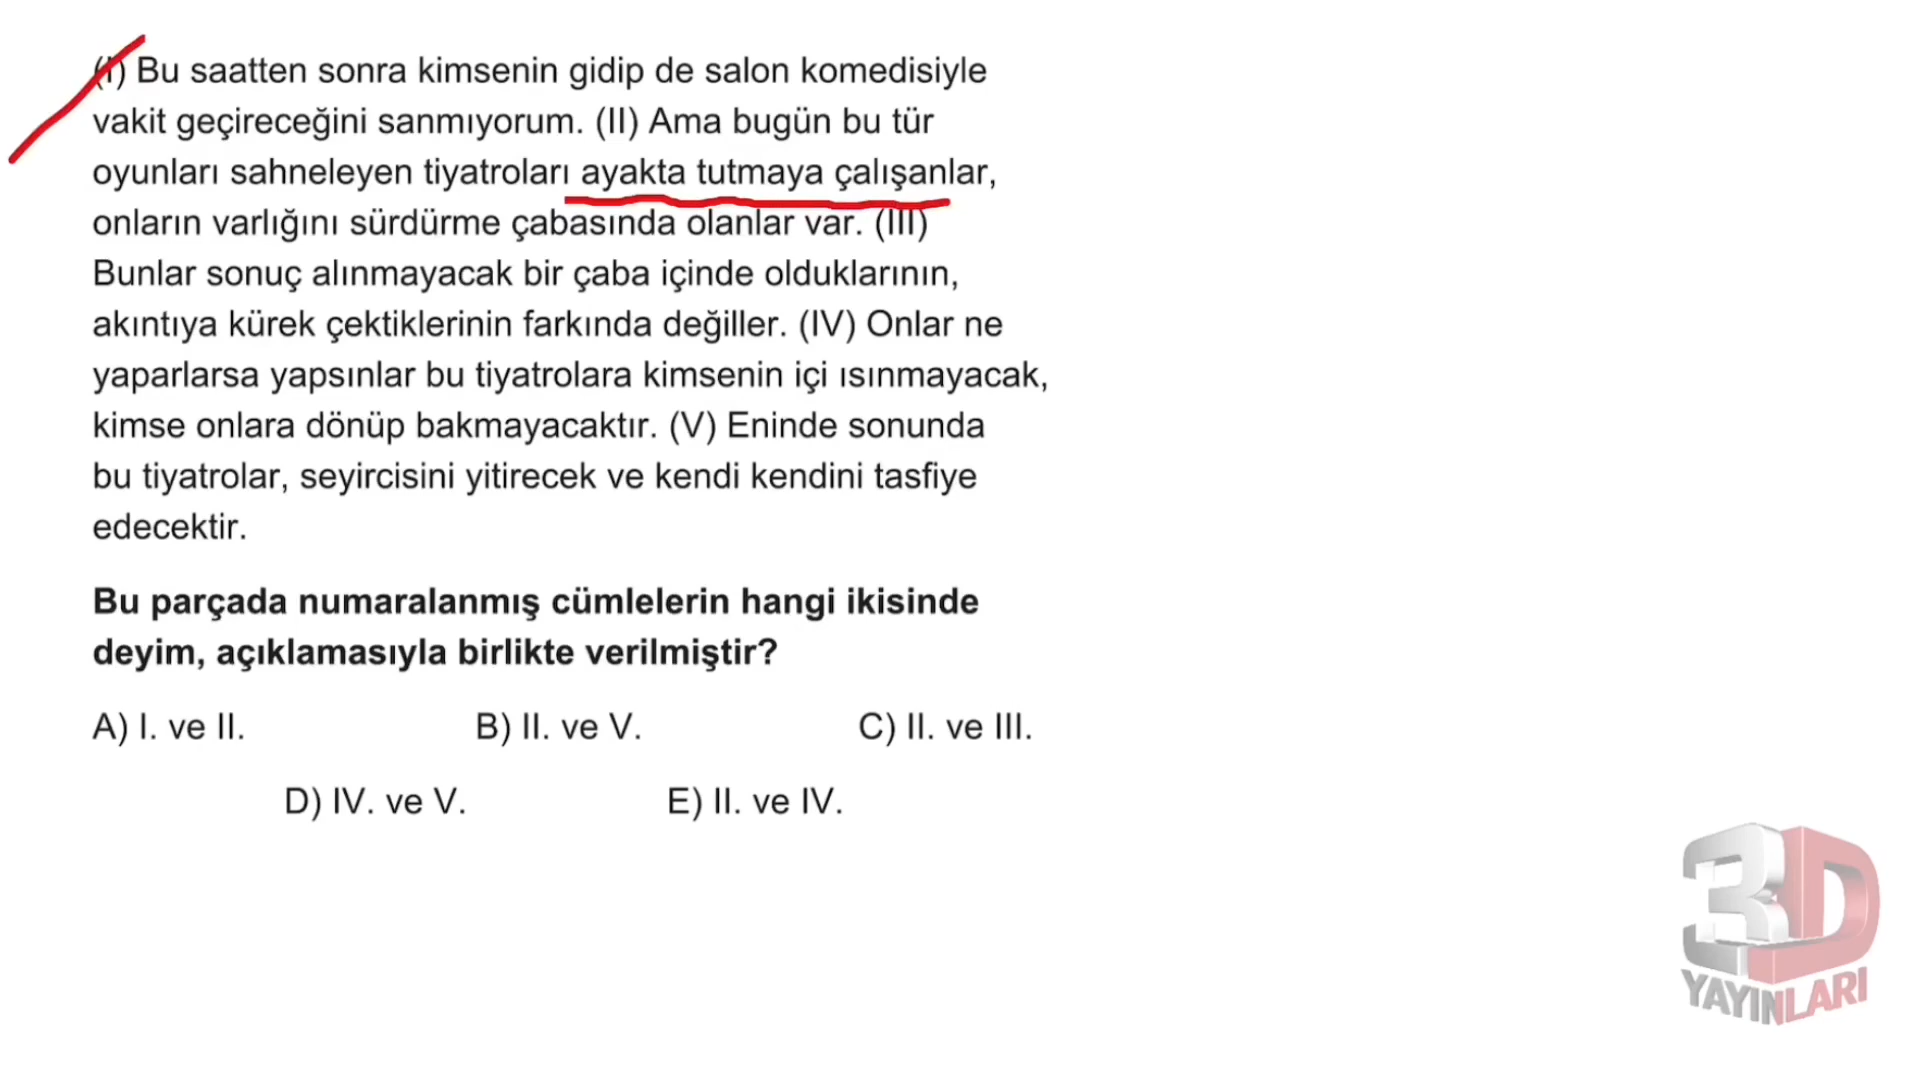 (I) Bu saatten sonra kimsenin gidip de salon komedisiyle
vakit geçireceğini sanmıyorum. (II) Ama bugün bu tür
oyunları sahneleyen tiyatroları ayakta tutmaya çalışanlar,
onların varlığını sürdürme çabasında olanlar var. (III)
Bunlar sonuç alınmayacak bir çaba içinde olduklarının,
akıntıya kürek çektiklerinin farkında değiller. (IV) Onlar ne
yaparlarsa yapsınlar bu tiyatrolara kimsenin içi ısınmayacak,
kimse onlara dönüp bakmayacaktır. (V) Eninde sonunda
bu tiyatrolar, seyircisini yitirecek ve kendi kendini tasfiye
edecektir.
Bu parçada numaralanmış cümlelerin hangi ikisinde
deyim, açıklamasıyla birlikte verilmiştir?
A) I. ve II. B) II. ve V. C) II. ve III.
D) IV. ve V. E) II. ve IV.
3D
YAYINLARI